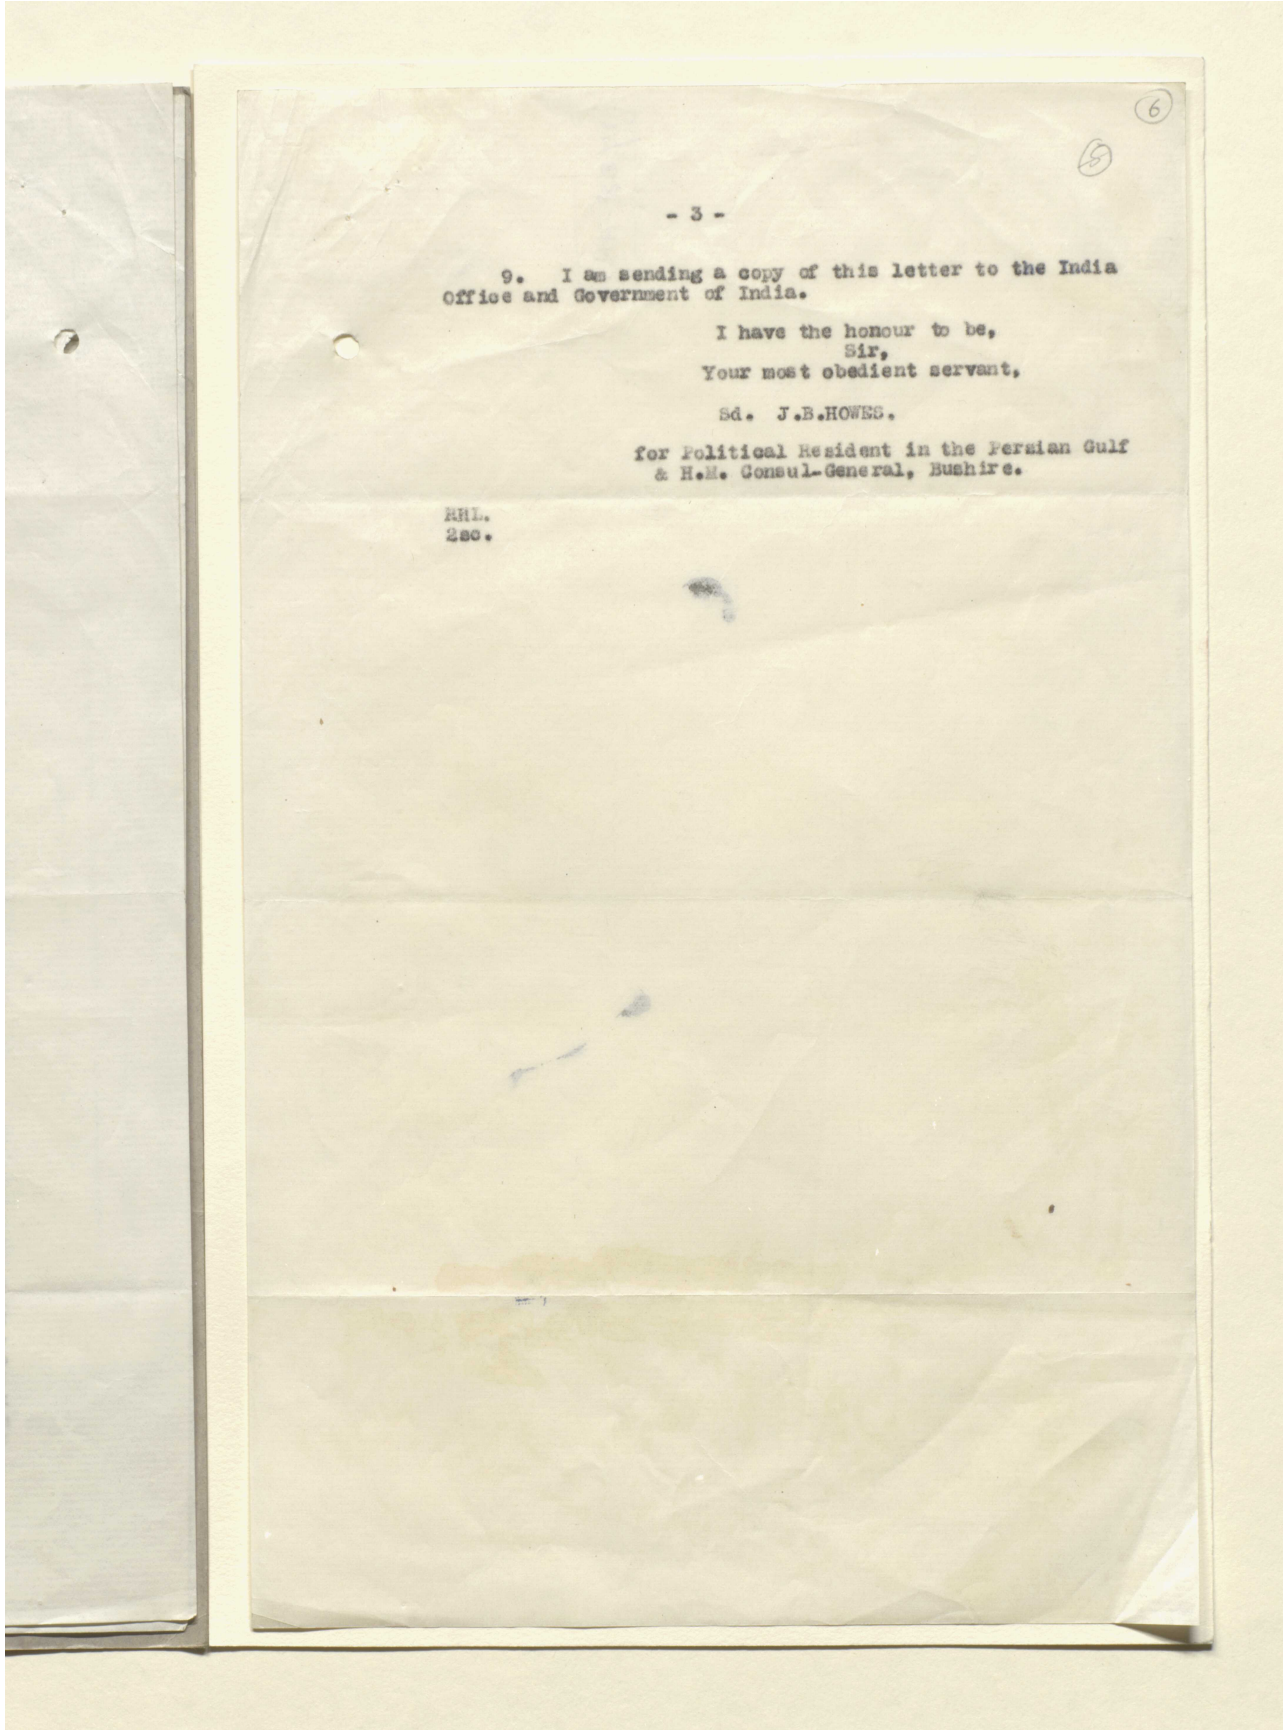 6
- 3 -
9. I am sending a copy of this letter to the India
Office and Government of India.
I have the honour to be,
Sir,
Your most obedient servant,
Sd. J.B.HOWES.
for Political Resident in the Persian Gulf
& H.M. Consul-General, Bushire.
RHL.
2sc.